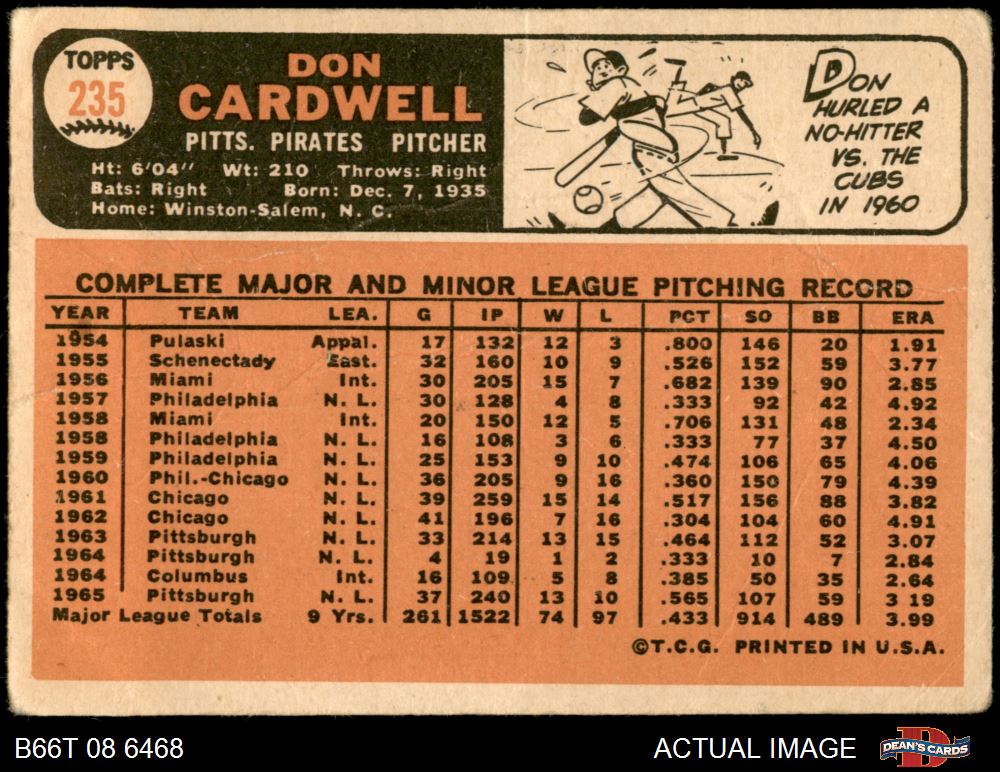 TOPPS
235
DON
CARDWELL
PITTS. PIRATES PITCHER
Ht: 6'04" Wt: 210 Throws: Right
Bats: Right Born: Dec. 7, 1935
Home: Winston-Salem, N. C.
DON
HURLED A
NO-HITTER
VS. THE
CUBS
IN 1960
COMPLETE MAJOR AND MINOR LEAGUE PITCHING RECORD
YEAR TEAM LEA. G IP W L PCT SO BB ERA
1954 Pulaski Appal. 17 132 12 3 .800 146 20 1.91
1955 Schenectady East. 32 160 10 9 .526 152 59 3.77
1956 Miami Int. 30 205 15 7 .682 139 90 2.85
1957 Philadelphia N. L. 30 128 4 8 .333 92 42 4.92
1958 Miami Int. 20 150 12 5 .706 131 48 2.34
1958 Philadelphia N. L. 16 108 3 6 .333 77 37 4.50
1959 Philadelphia N. L. 25 153 9 10 .474 106 65 4.06
1960 Phil.-Chicago N. L. 36 205 9 16 .360 150 79 4.39
1961 Chicago N. L. 39 259 15 14 .517 156 88 3.82
1962 Chicago N. L. 41 196 7 16 .304 104 60 4.91
1963 Pittsburgh N. L. 33 214 13 15 .464 112 52 3.07
1964 Pittsburgh N. L. 4 19 1 2 .333 10 7 2.84
1964 Columbus Int. 16 109 5 8 .385 50 35 2.64
1965 Pittsburgh N. L. 37 240 13 10 .565 107 59 3 19
Major League Totals 9 Yrs. 261 1522 74 97 .433 914 489 3.99
©T.C.G. PRINTED IN U.S.A.
B66T 08 6468 ACTUAL IMAGE DEAN'S CARDS